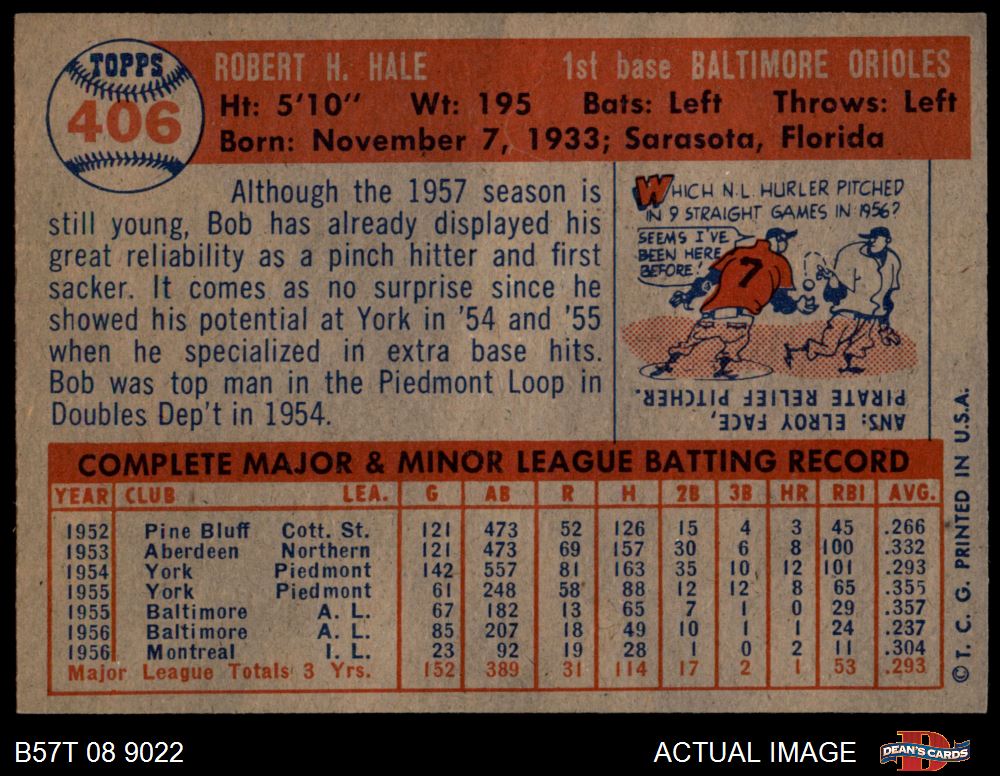 TOPPS
406
ROBERT H. HALE 1st base BALTIMORE ORIOLES
Ht: 5'10" Wt: 195 Bats: Left Throws: Left
Born: November 7, 1933; Sarasota, Florida
Although the 1957 season is
still young, Bob has already displayed his
great reliability as a pinch hitter and first
sacker. It comes as no surprise since he
showed his potential at York in '54 and '55
when he specialized in extra base hits.
Bob was top man in the Piedmont Loop in
Doubles Dep't in 1954.
WHICH N.L. HURLER PITCHED
IN 9 STRAIGHT GAMES IN 1956?
SEEMS I'VE
BEEN HERE
BEFORE!
7
ANS: ELROY FACE,
PIRATE RELIEF PITCHER.
COMPLETE MAJOR & MINOR LEAGUE BATTING RECORD
YEAR CLUB LEA. G AB R H 2B 3B HR RBI AVG.
1952 Pine Bluff Cott. St. 121 473 52 126 15 4 3 45 .266
1953 Aberdeen Northern 121 473 69 157 30 6 8 100 .332
1954 York Piedmont 142 557 81 163 35 10 12 101 .293
1955 York Piedmont 61 248 58 88 12 12 8 65 .355
1955 Baltimore A. L. 67 182 13 65 7 1 0 29 .357
1956 Baltimore A. L. 85 207 18 49 10 1 1 24 .237
1956 Montreal I. L. 23 92 19 28 1 0 2 11 .304
Major League Totals 3 Yrs. 152 389 31 114 17 2 1 53 .293
© T. C. G. PRINTED IN U.S.A.
B57T 08 9022 ACTUAL IMAGE
D
DEAN'S CARDS